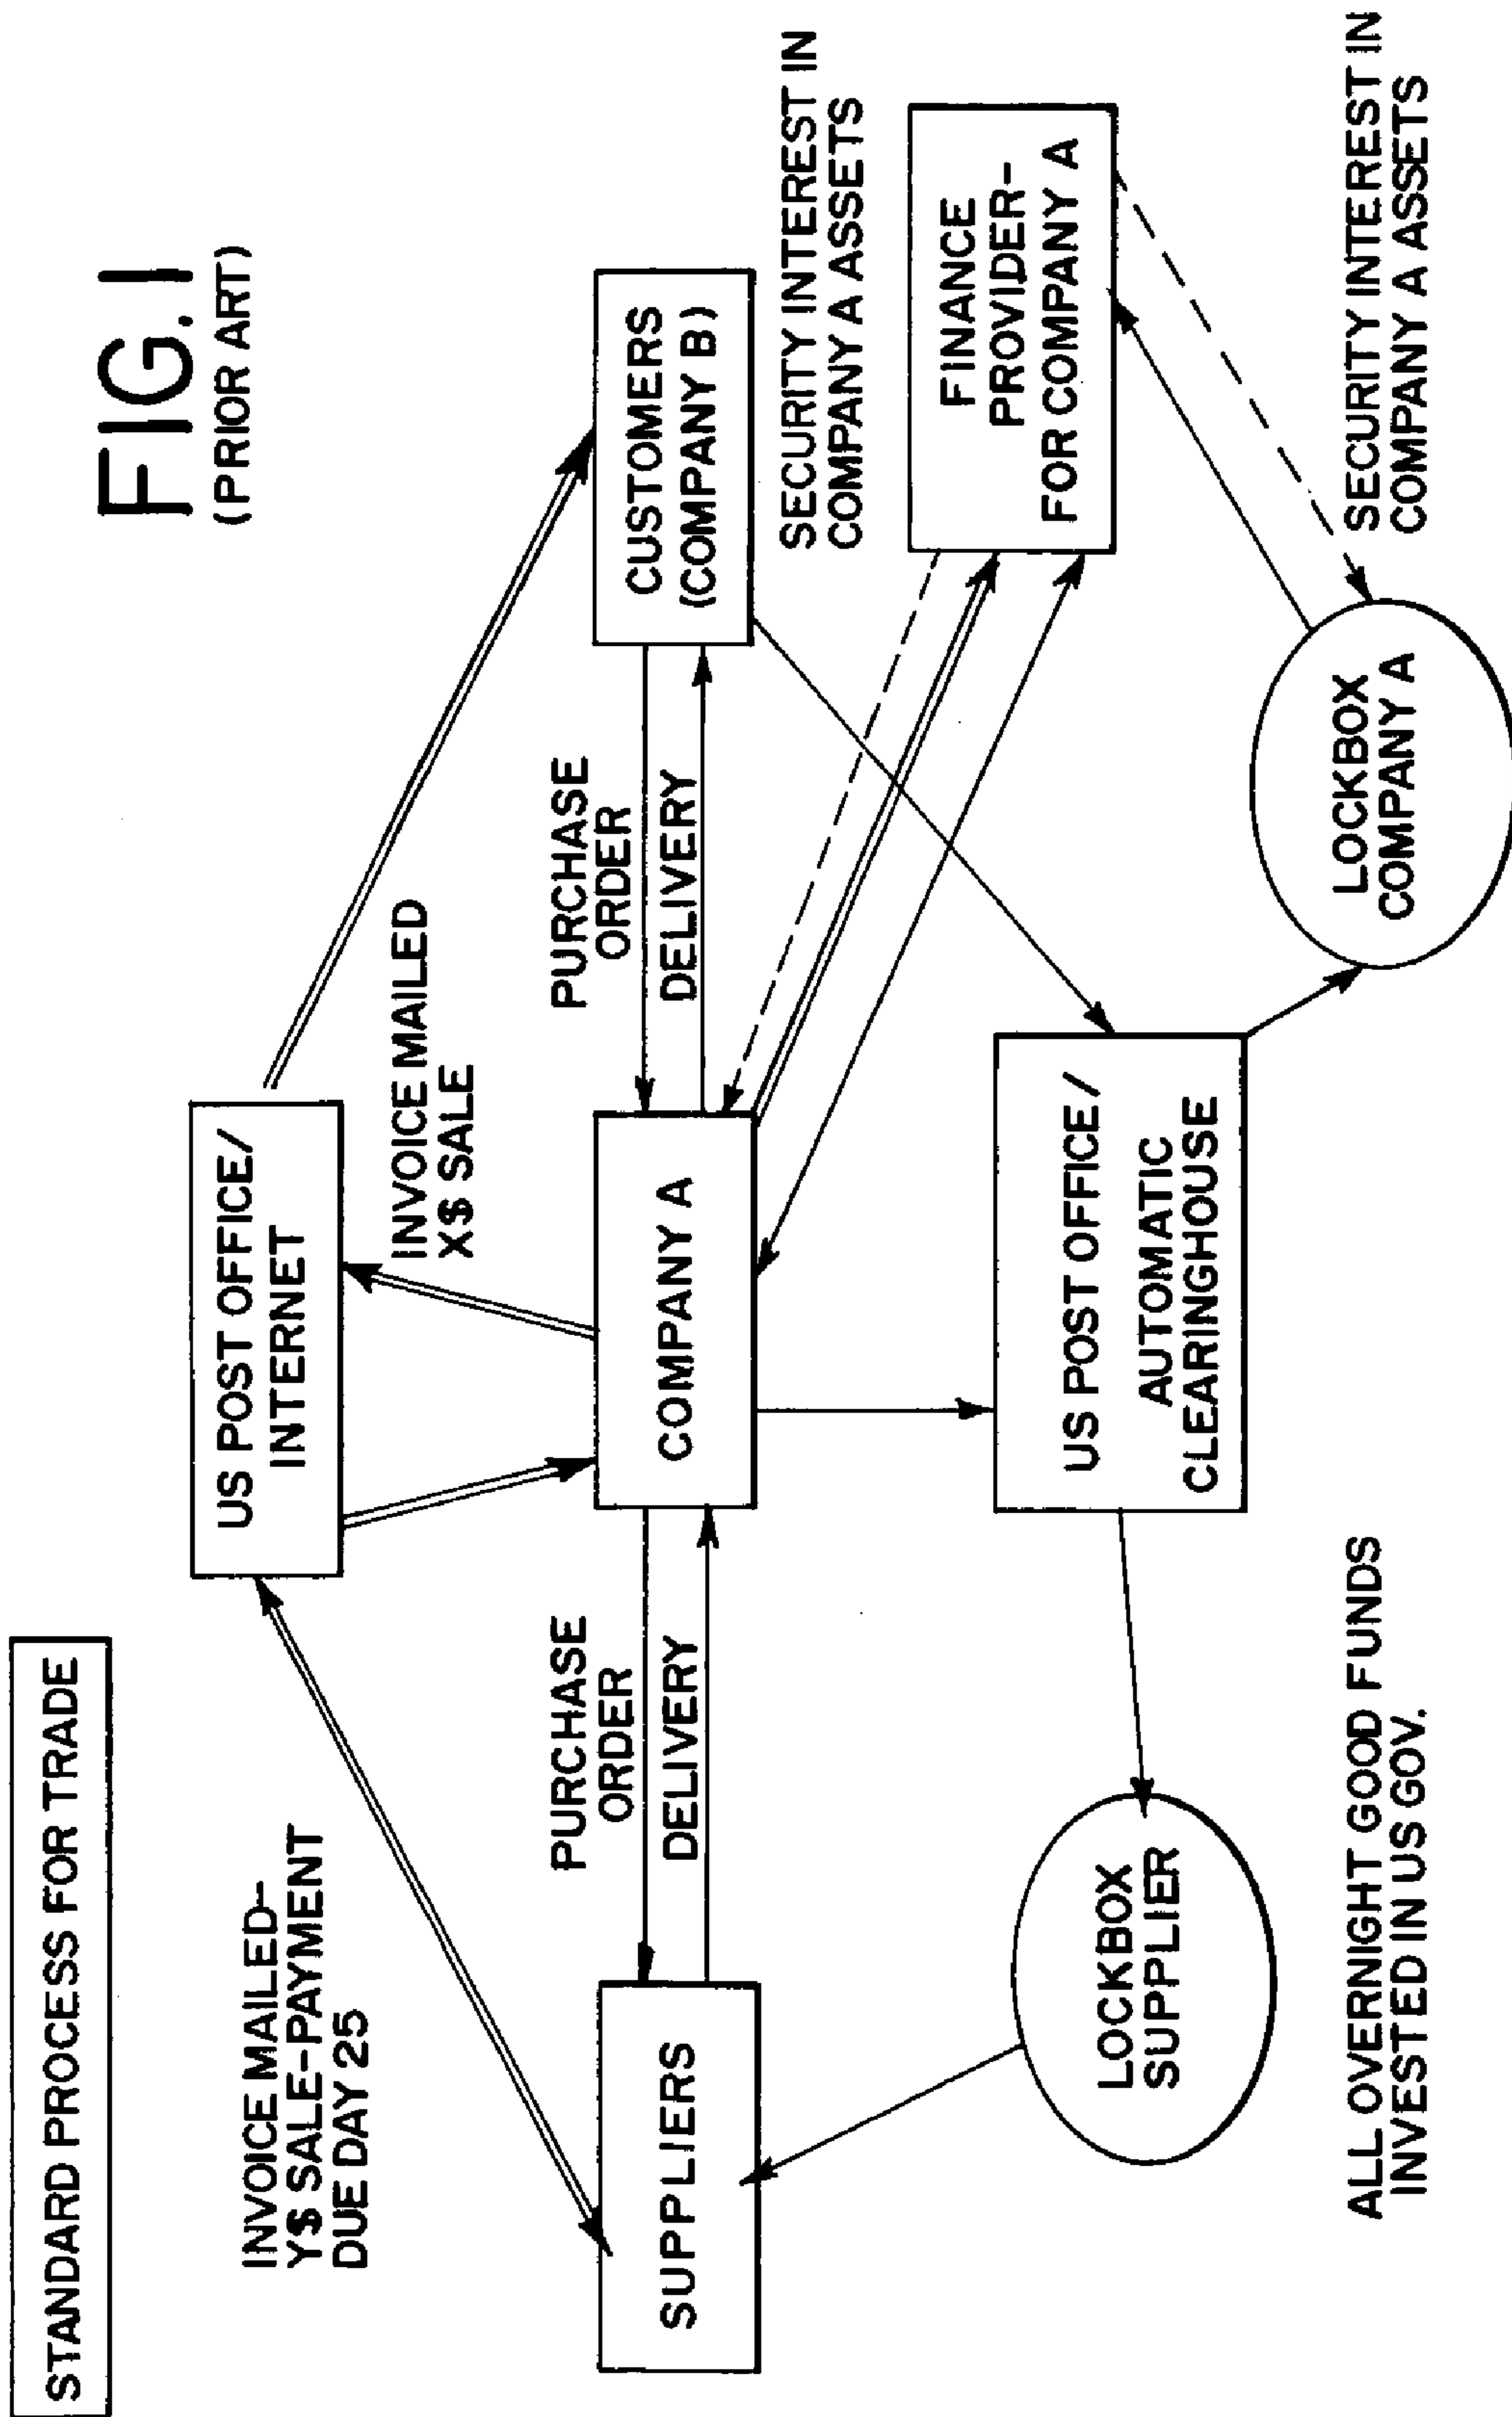 STANDARD PROCESS FOR TRADE
FIG. 1
(PRIOR ART)
US POST OFFICE/
INTERNET
INVOICE MAILED-
Y$ SALE-PAYMENT
DUE DAY 25
INVOICE MAILED
X$ SALE
PURCHASE
ORDER
DELIVERY
PURCHASE
ORDER
DELIVERY
SUPPLIERS
COMPANY A
CUSTOMERS
(COMPANY B)
SECURITY INTEREST IN
COMPANY A ASSETS
FINANCE
PROVIDER-
FOR COMPANY A
LOCKBOX
SUPPLIER
US POST OFFICE/
AUTOMATIC
CLEARINGHOUSE
LOCKBOX
COMPANY A
ALL OVERNIGHT GOOD FUNDS
INVESTED IN US GOV.
SECURITY INTEREST IN
COMPANY A ASSETS